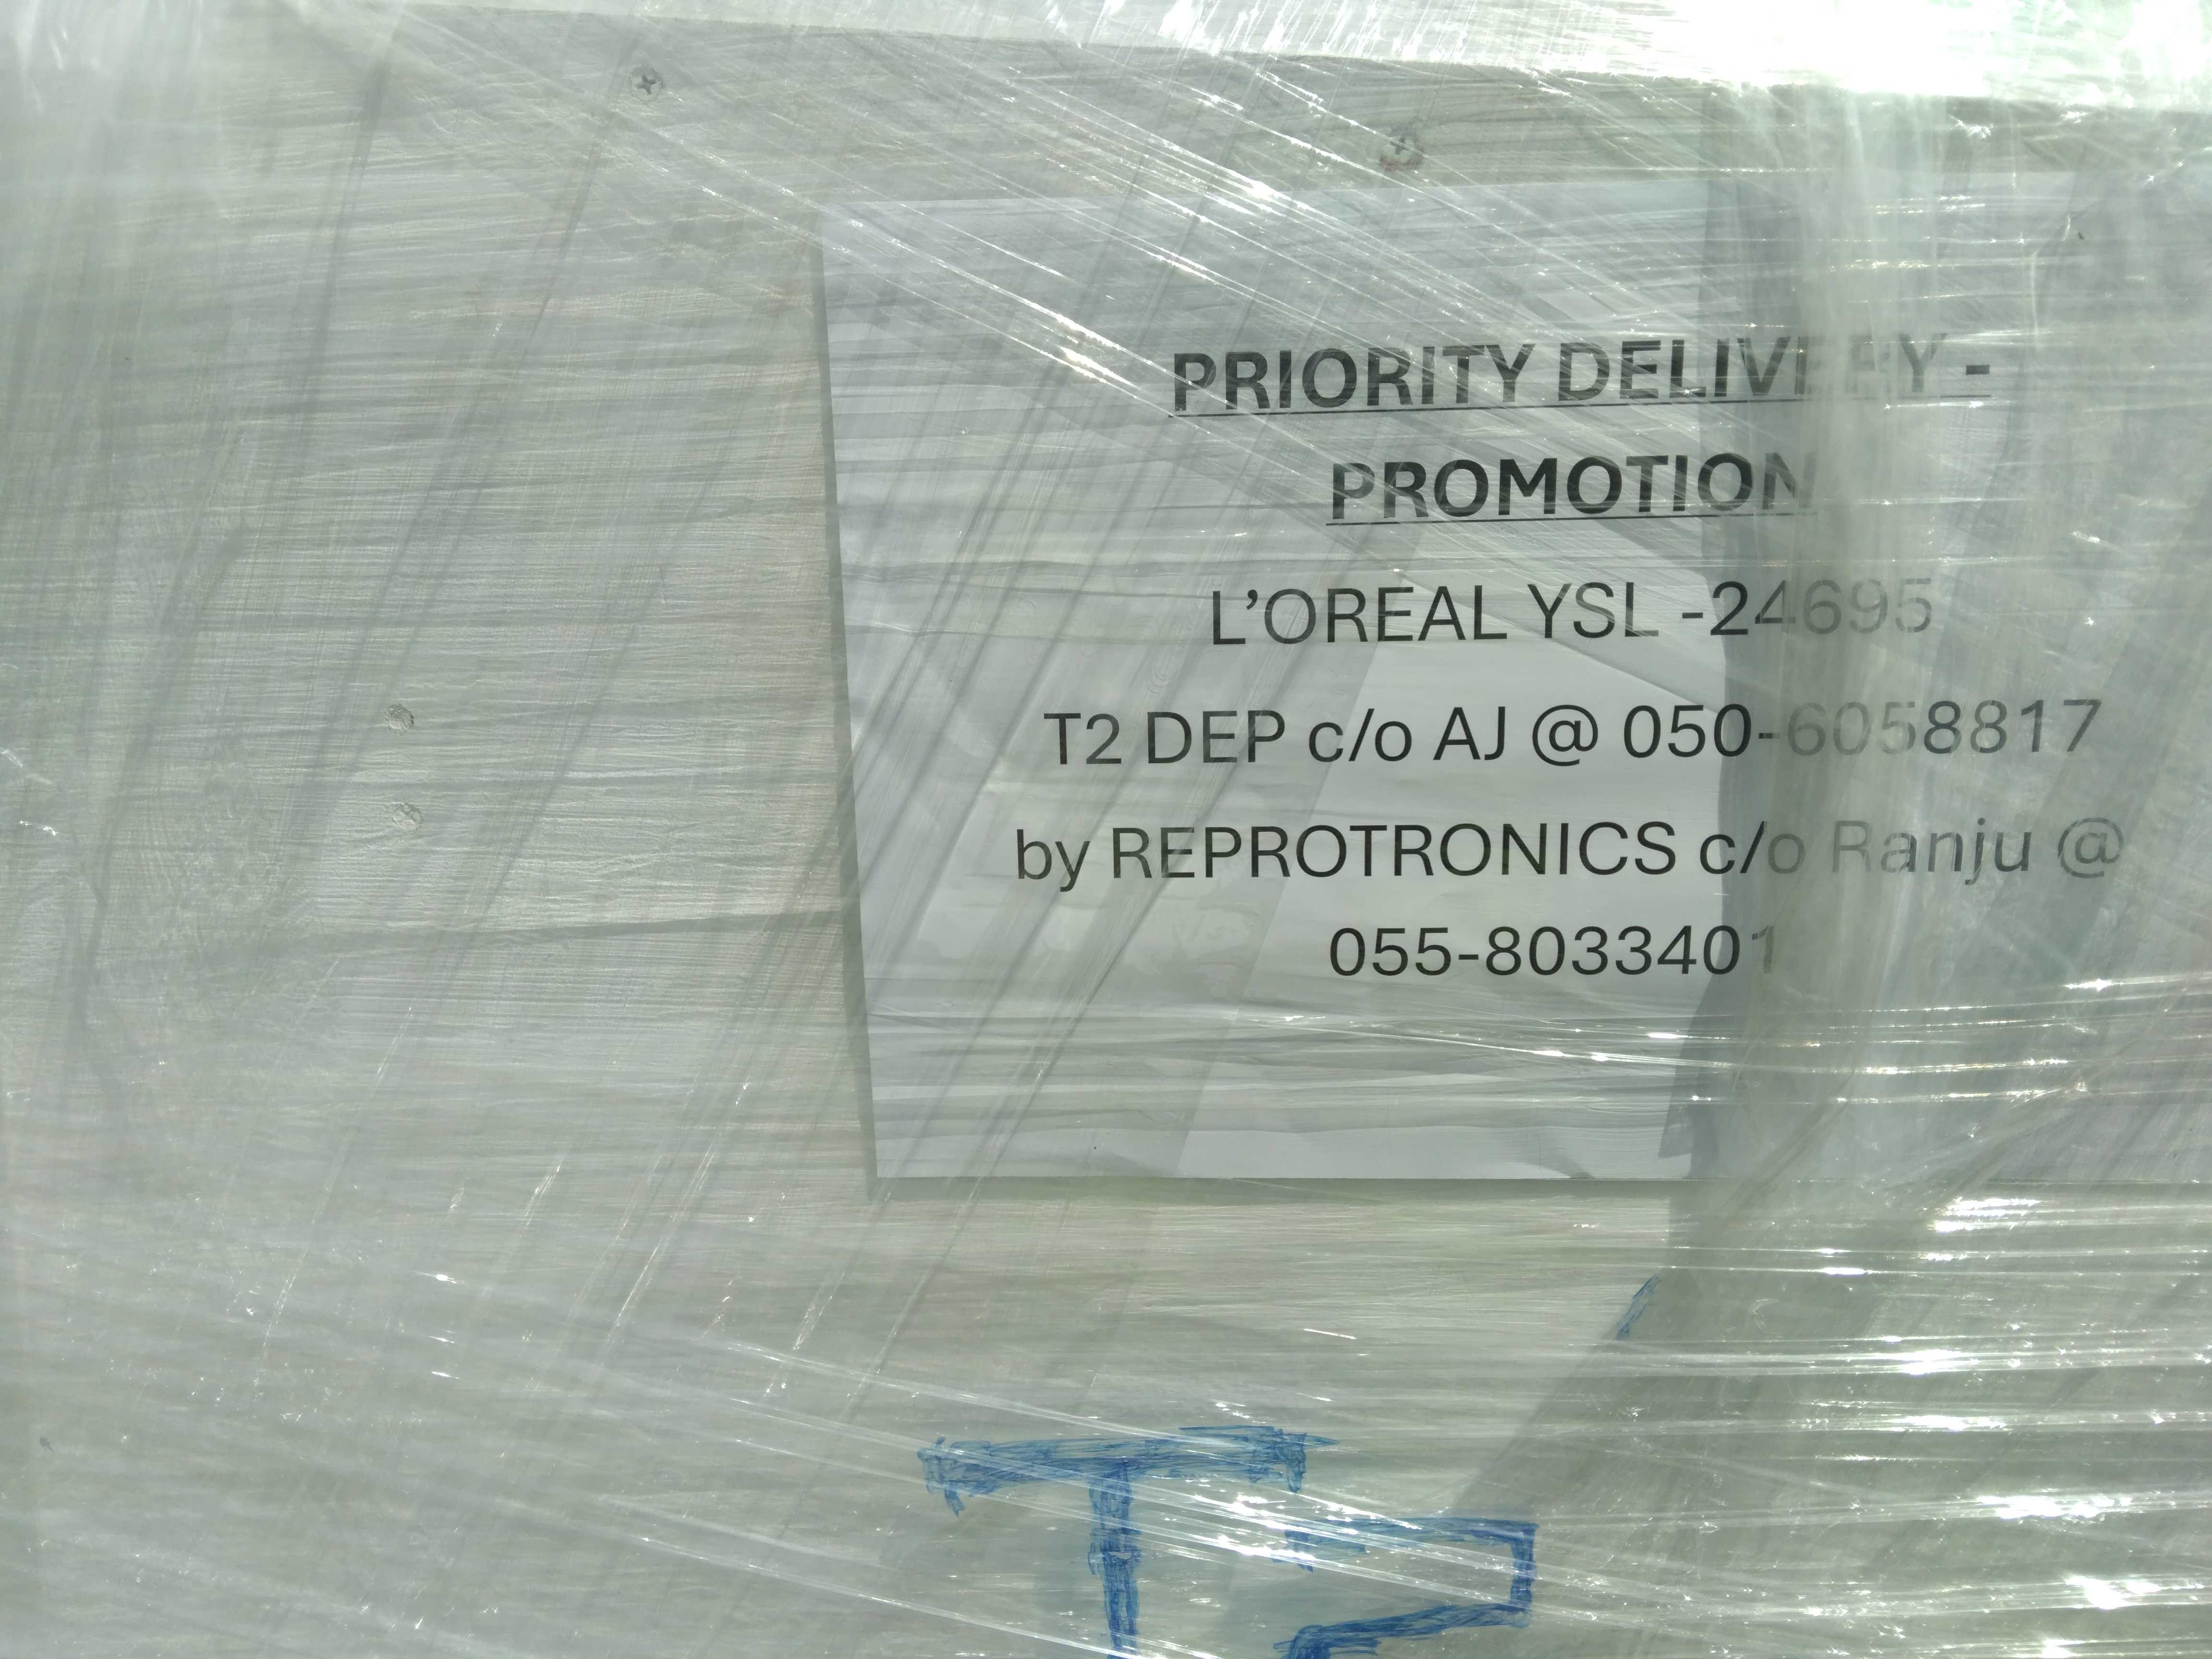 PRIORITY DELIVERY -
PROMOTION
L'OREAL YSL -24695
T2 DEP c/o AJ @ 050-6058817
by REPROTRONICS c/o Ranju @
055-8033401
T2